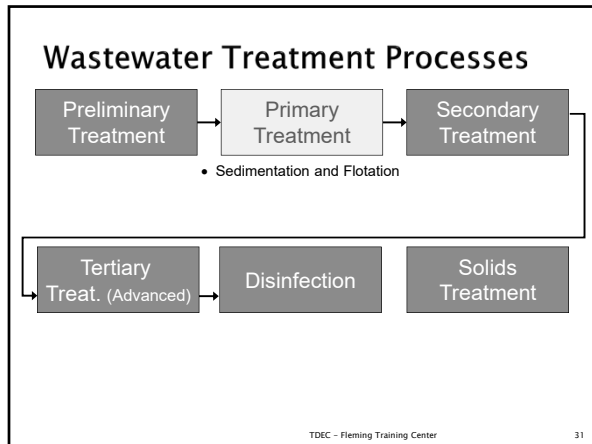 Wastewater Treatment Processes
Preliminary
Treatment
Primary
Treatment
Secondary
Treatment
• Sedimentation and Flotation
Tertiary
Treat. (Advanced)
Disinfection
Solids
Treatment
TDEC – Fleming Training Center 31